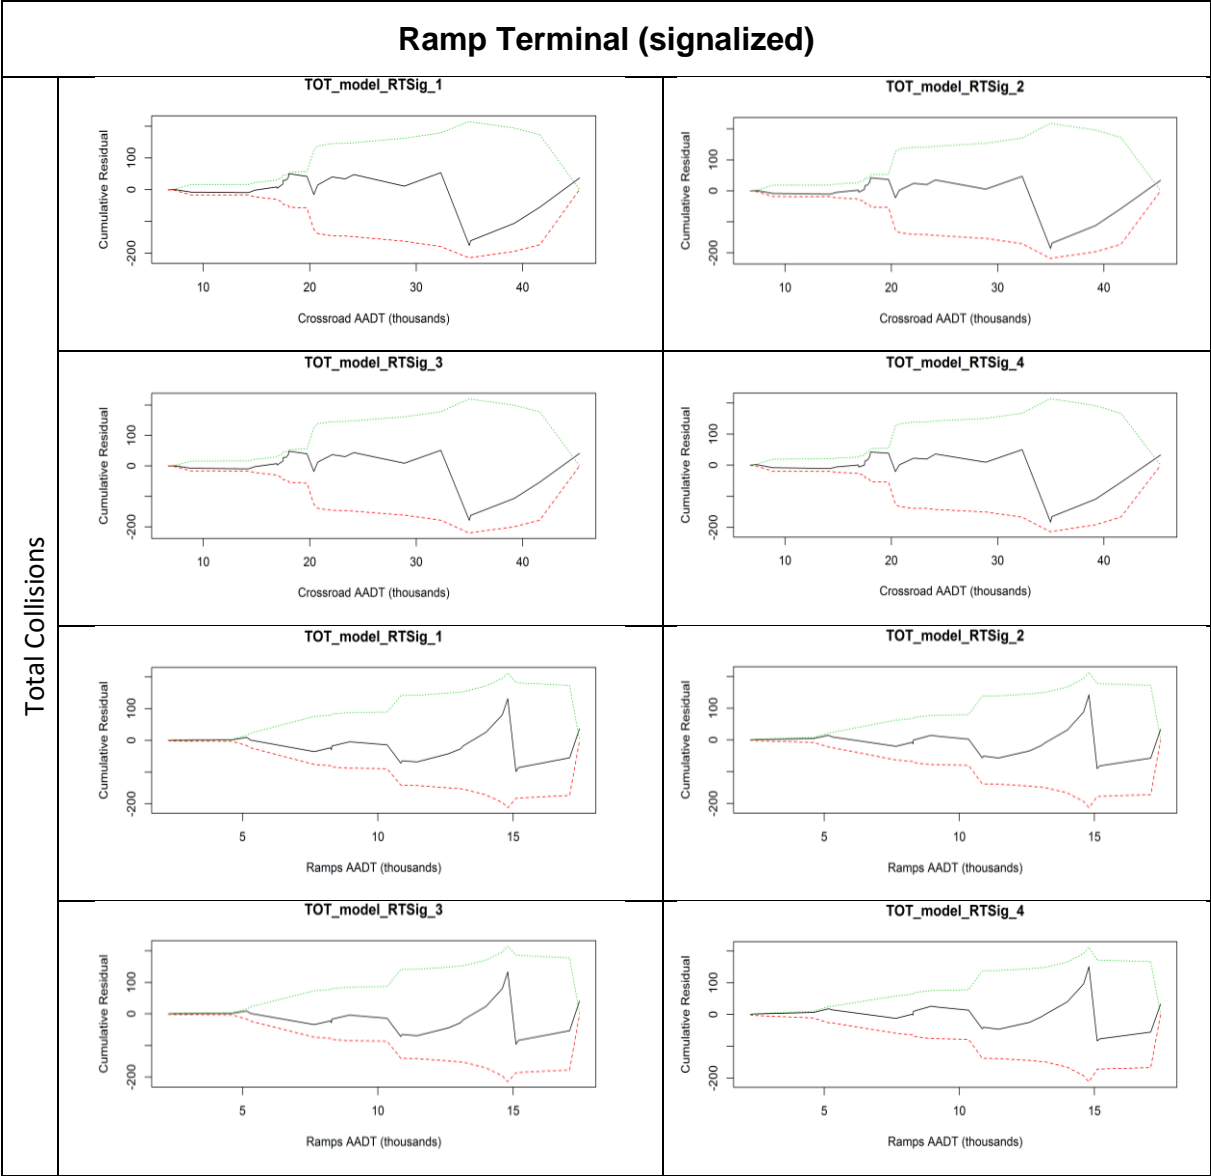 Ramp Terminal (signalized)
Total Collisions
TOT_model_RTSig_1
Cumulative Residual
100
0
-200
10
20
30
40
Crossroad AADT (thousands)
TOT_model_RTSig_2
Cumulative Residual
100
0
-200
10
20
30
40
Crossroad AADT (thousands)
TOT_model_RTSig_3
Cumulative Residual
100
0
-200
10
20
30
40
Crossroad AADT (thousands)
TOT_model_RTSig_4
Cumulative Residual
100
0
-200
10
20
30
40
Crossroad AADT (thousands)
TOT_model_RTSig_1
Cumulative Residual
100
0
-200
5
10
15
Ramps AADT (thousands)
TOT_model_RTSig_2
Cumulative Residual
100
0
-200
5
10
15
Ramps AADT (thousands)
TOT_model_RTSig_3
Cumulative Residual
100
0
-200
5
10
15
Ramps AADT (thousands)
TOT_model_RTSig_4
Cumulative Residual
100
0
-200
5
10
15
Ramps AADT (thousands)